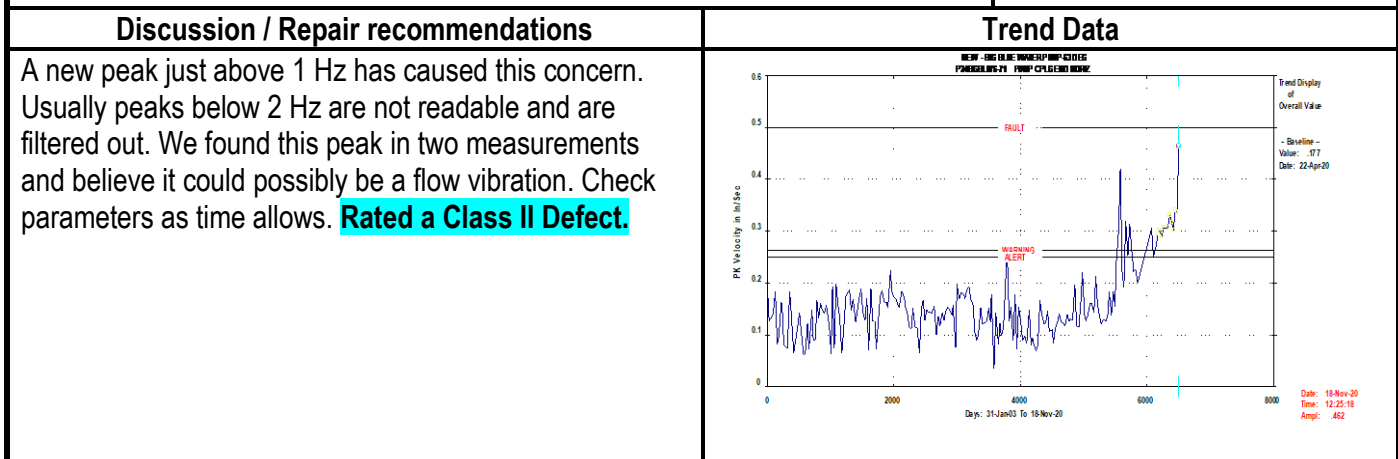 Discussion / Repair recommendations
A new peak just above 1 Hz has caused this concern.
Usually peaks below 2 Hz are not readable and are
filtered out. We found this peak in two measurements
and believe it could possibly be a flow vibration. Check
parameters as time allows. Rated a Class II Defect.
Trend Data
PUMP CPLG END HORZ
Trend Display
of
Overall Value
– Baseline –
Value: .177
Date: 22-Apr-20
PK Velocity in In/Sec
0.6
0.5
0.4
0.3
0.2
0.1
0
FAULT
WARNING
ALERT
0
2000
4000
6000
8000
Days: 31-Jan-03 To 18-Nov-20
Date: 18-Nov-20
Time: 12:25:18
Ampl: .462